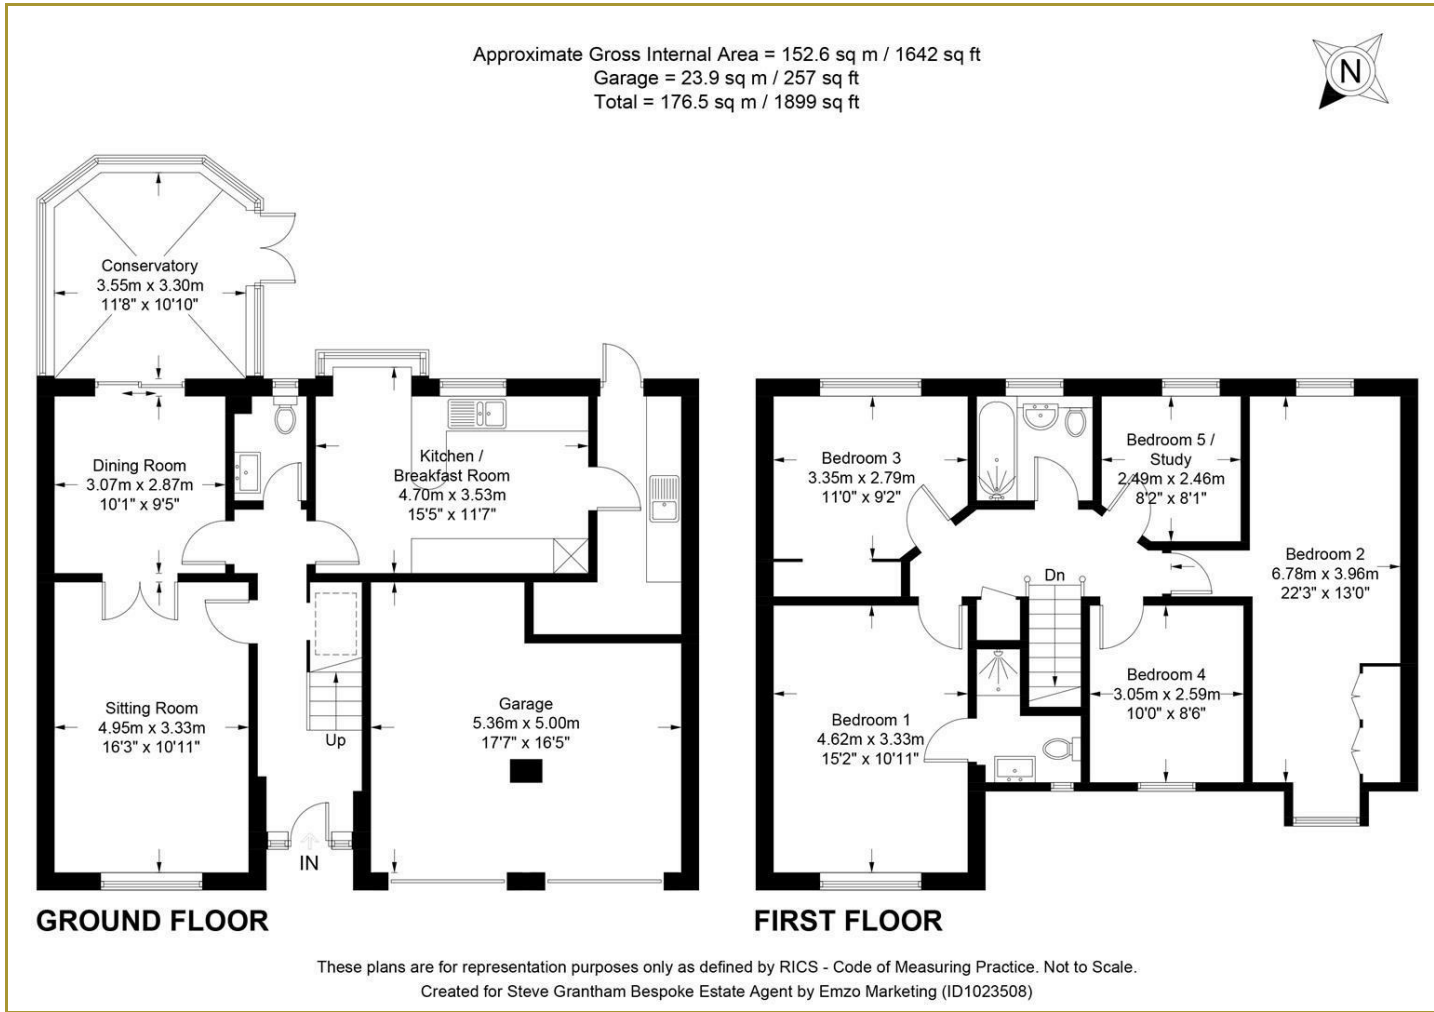 Approximate Gross Internal Area = 152.6 sq m / 1642 sq ft
Garage = 23.9 sq m / 257 sq ft
Total = 176.5 sq m / 1899 sq ft
N
Conservatory
3.55m x 3.30m
11'8" x 10'10"
Dining Room
3.07m x 2.87m
10'1" x 9'5"
Kitchen /
Breakfast Room
4.70m x 3.53m
15'5" x 11'7"
Sitting Room
4.95m x 3.33m
16'3" x 10'11"
Up
Garage
5.36m x 5.00m
17'7" x 16'5"
IN
GROUND FLOOR
Bedroom 3
3.35m x 2.79m
11'0" x 9'2"
Bedroom 5 /
Study
2.49m x 2.46m
8'2" x 8'1"
Bedroom 2
6.78m x 3.96m
22'3" x 13'0"
Dn
Bedroom 1
4.62m x 3.33m
15'2" x 10'11"
Bedroom 4
3.05m x 2.59m
10'0" x 8'6"
FIRST FLOOR
These plans are for representation purposes only as defined by RICS - Code of Measuring Practice. Not to Scale.
Created for Steve Grantham Bespoke Estate Agent by Emzo Marketing (ID1023508)